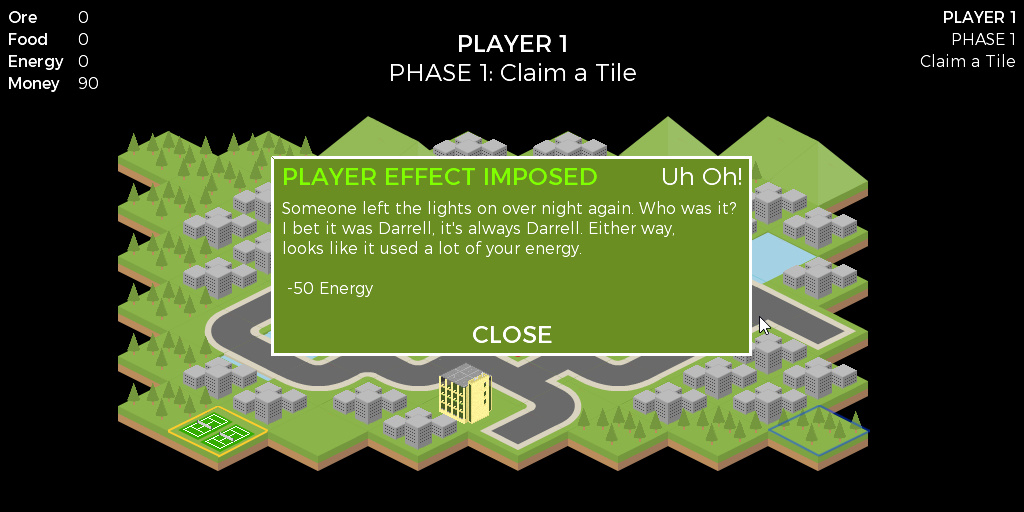 Ore 0
Food 0
Energy 0
Money 90
PLAYER 1
PHASE 1: Claim a Tile
PLAYER 1
PHASE 1
Claim a Tile
PLAYER EFFECT IMPOSED
Uh Oh!
Someone left the lights on over night again. Who was it?
I bet it was Darrell, it's always Darrell. Either way,
looks like it used a lot of your energy.
-50 Energy
CLOSE